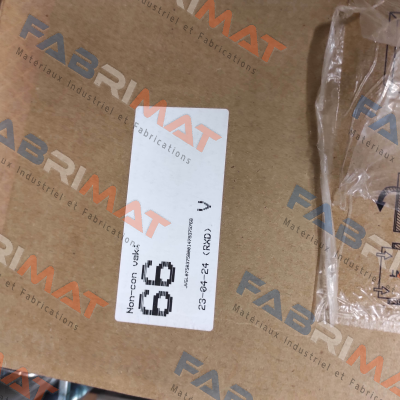 Non-con vak:
66
23-04-24 (RXD)
V
FABRIMAT
Matériaux Industriel et Fabrications